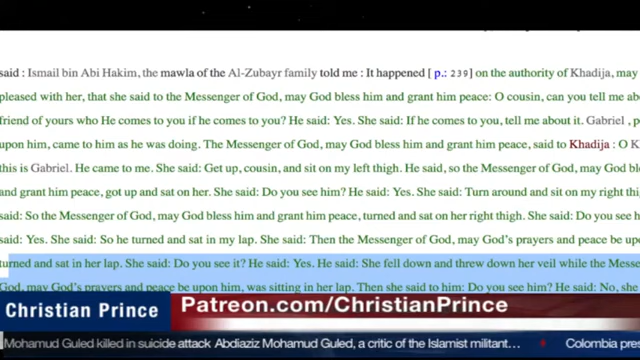 said : Ismail bin Abi Hakim, the mawla of the Al-Zubayr family told me : It happened [ p.: 239] on the authority of Khadija, may
pleased with her, that she said to the Messenger of God, may God bless him and grant him peace: O cousin, can you tell me abo
friend of yours who He comes to you if he comes to you? He said: Yes. She said: If he comes to you, tell me about it. Gabriel , p
upon him, came to him as he was doing. The Messenger of God, may God bless him and grant him peace, said to Khadija : O K
this is Gabriel. He came to me. She said: Get up, cousin, and sit on my left thigh. He said, so the Messenger of God, may God ble
and grant him peace, got up and sat on her. She said: Do you see him? He said: Yes. She said: Turn around and sit on my right thig
said: So the Messenger of God, may God bless him and grant him peace, turned and sat on her right thigh. She said: Do you see h
said: Yes. She said: So he turned and sat in my lap. She said: Then the Messenger of God, may God's prayers and peace be upo
turned and sat in her lap. She said: Do you see it? He said: Yes. He said: She fell down and threw down her veil while the Messe
God, may God's prayers and peace be upon him, was sitting in her lap. Then she said to him: Do you see him? He said: No, she
Christian Prince
Patreon.com/ChristianPrince
Mohamud Guled killed in suicide attack Abdiaziz Mohamud Guled, a critic of the Islamist militant... Colombia pres